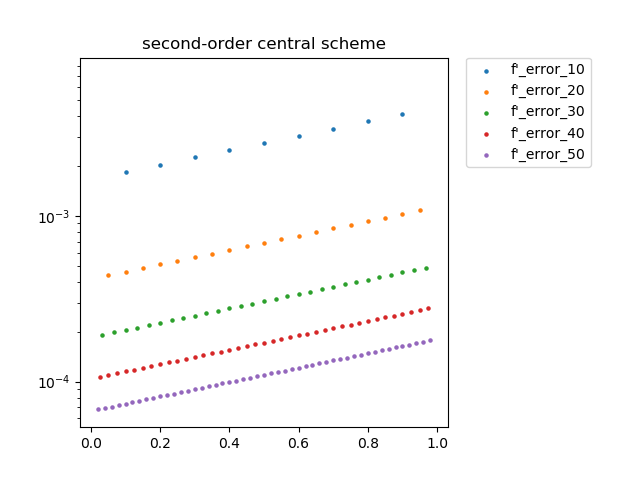 second-order central scheme
f'_error_10
f'_error_20
f'_error_30
f'_error_40
f'_error_50
10⁻³
10⁻⁴
0.0 0.2 0.4 0.6 0.8 1.0